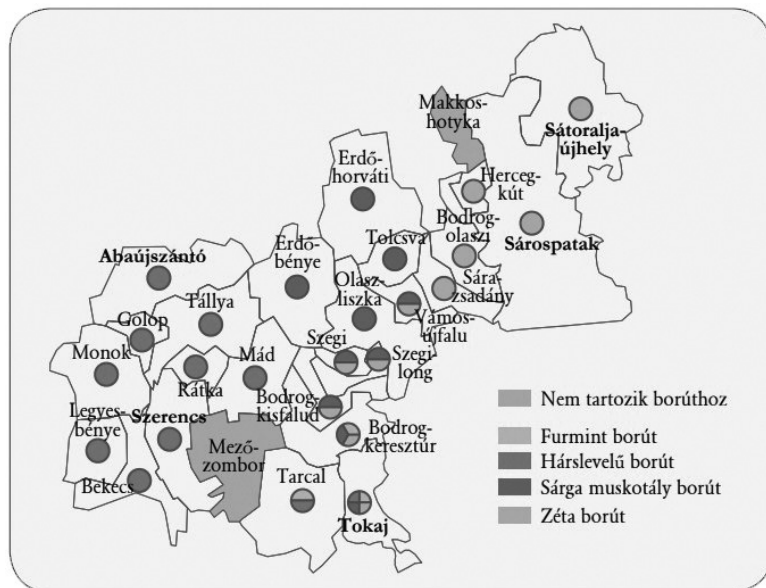 Makkos-
hotyka
Sátoralja-
újhely
Erdő-
horváti
Herceg-
kút
Bodrog-
olaszi
Sárospatak
Tolcsva
Erdő-
bénye
Abaújszántó
Olasz-
liszka
Sára-
zsadány
Tállya
Vámos-
újfalu
Golop
Szegi
Szegi-
long
Monok
Mád
Rátka
Bodrog-
kisfalud
Legyes-
bénye
Szerencs
Bodrog-
keresztúr
Mező-
zombor
Bekecs
Tarcal
Tokaj
Nem tartozik borúthoz
Furmint borút
Hárslevelű borút
Sárga muskotály borút
Zéta borút